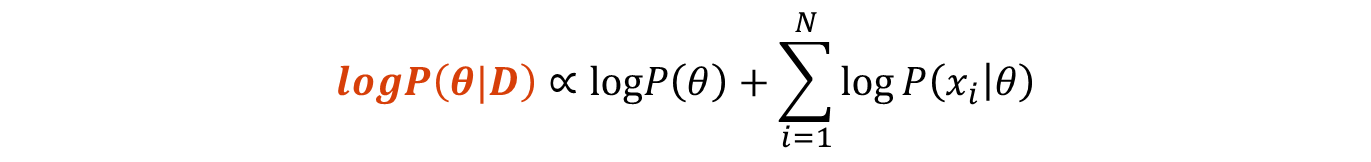 logP(θ|D) ∝ logP(θ) + ∑_{i=1}^{N} log P(x_i|θ)